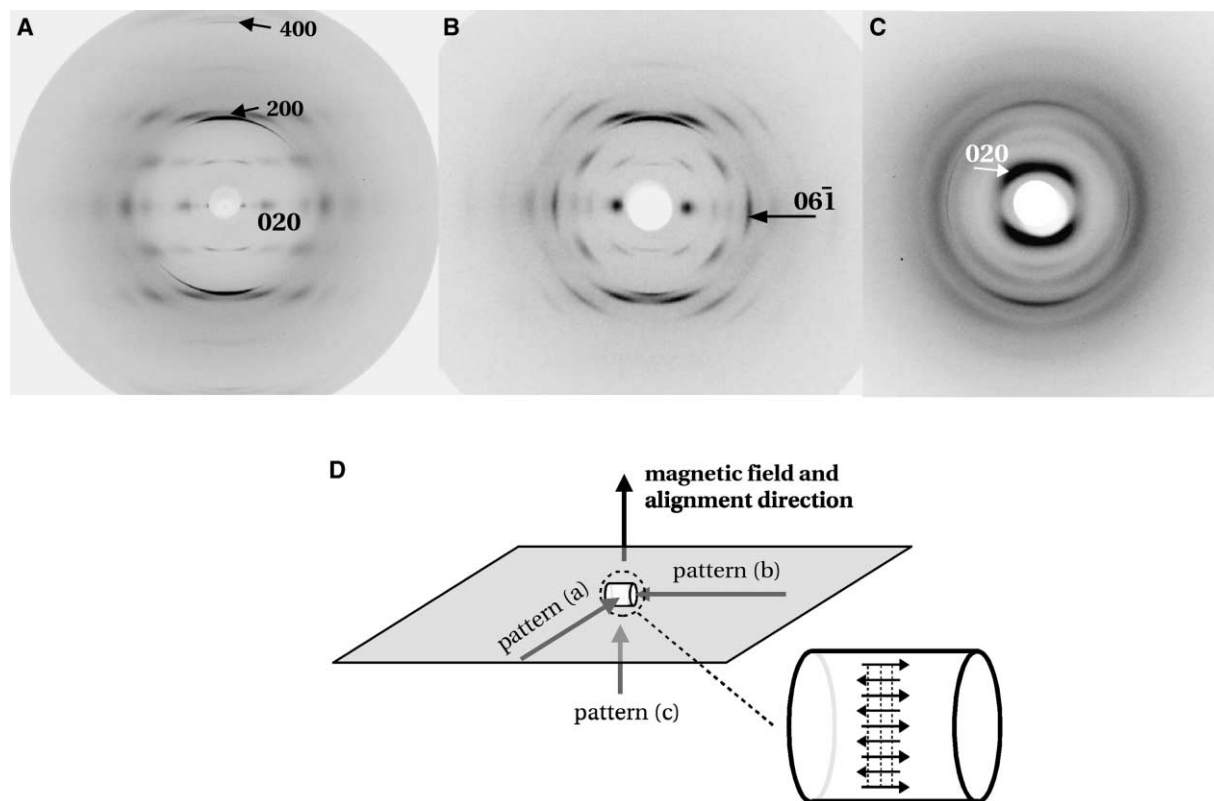 A
400
200
020
B
061̄
C
020
D
magnetic field and
alignment direction
pattern (a)
pattern (b)
pattern (c)